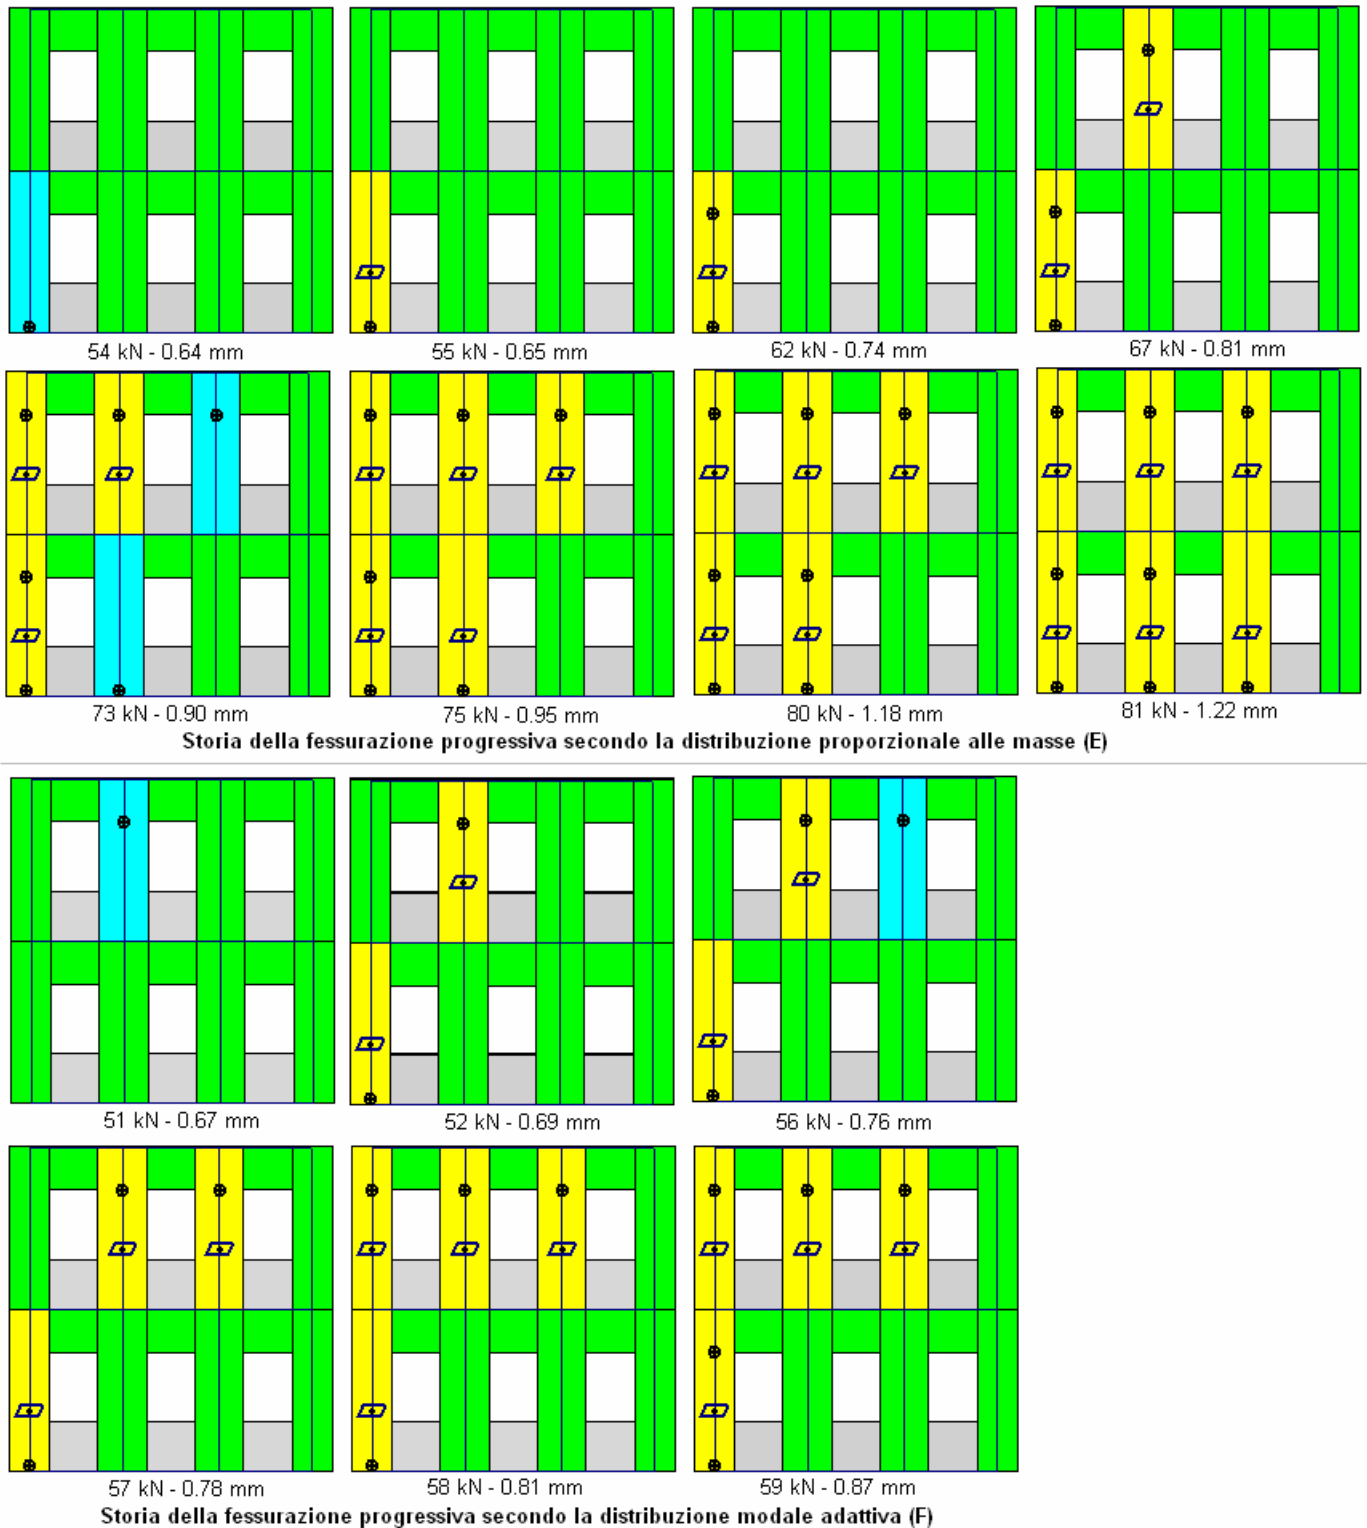 54 kN - 0.64 mm
55 kN - 0.65 mm
62 kN - 0.74 mm
67 kN - 0.81 mm
73 kN - 0.90 mm
75 kN - 0.95 mm
80 kN - 1.18 mm
81 kN - 1.22 mm
Storia della fessurazione progressiva secondo la distribuzione proporzionale alle masse (E)
51 kN - 0.67 mm
52 kN - 0.69 mm
56 kN - 0.76 mm
57 kN - 0.78 mm
58 kN - 0.81 mm
59 kN - 0.87 mm
Storia della fessurazione progressiva secondo la distribuzione modale adattiva (F)